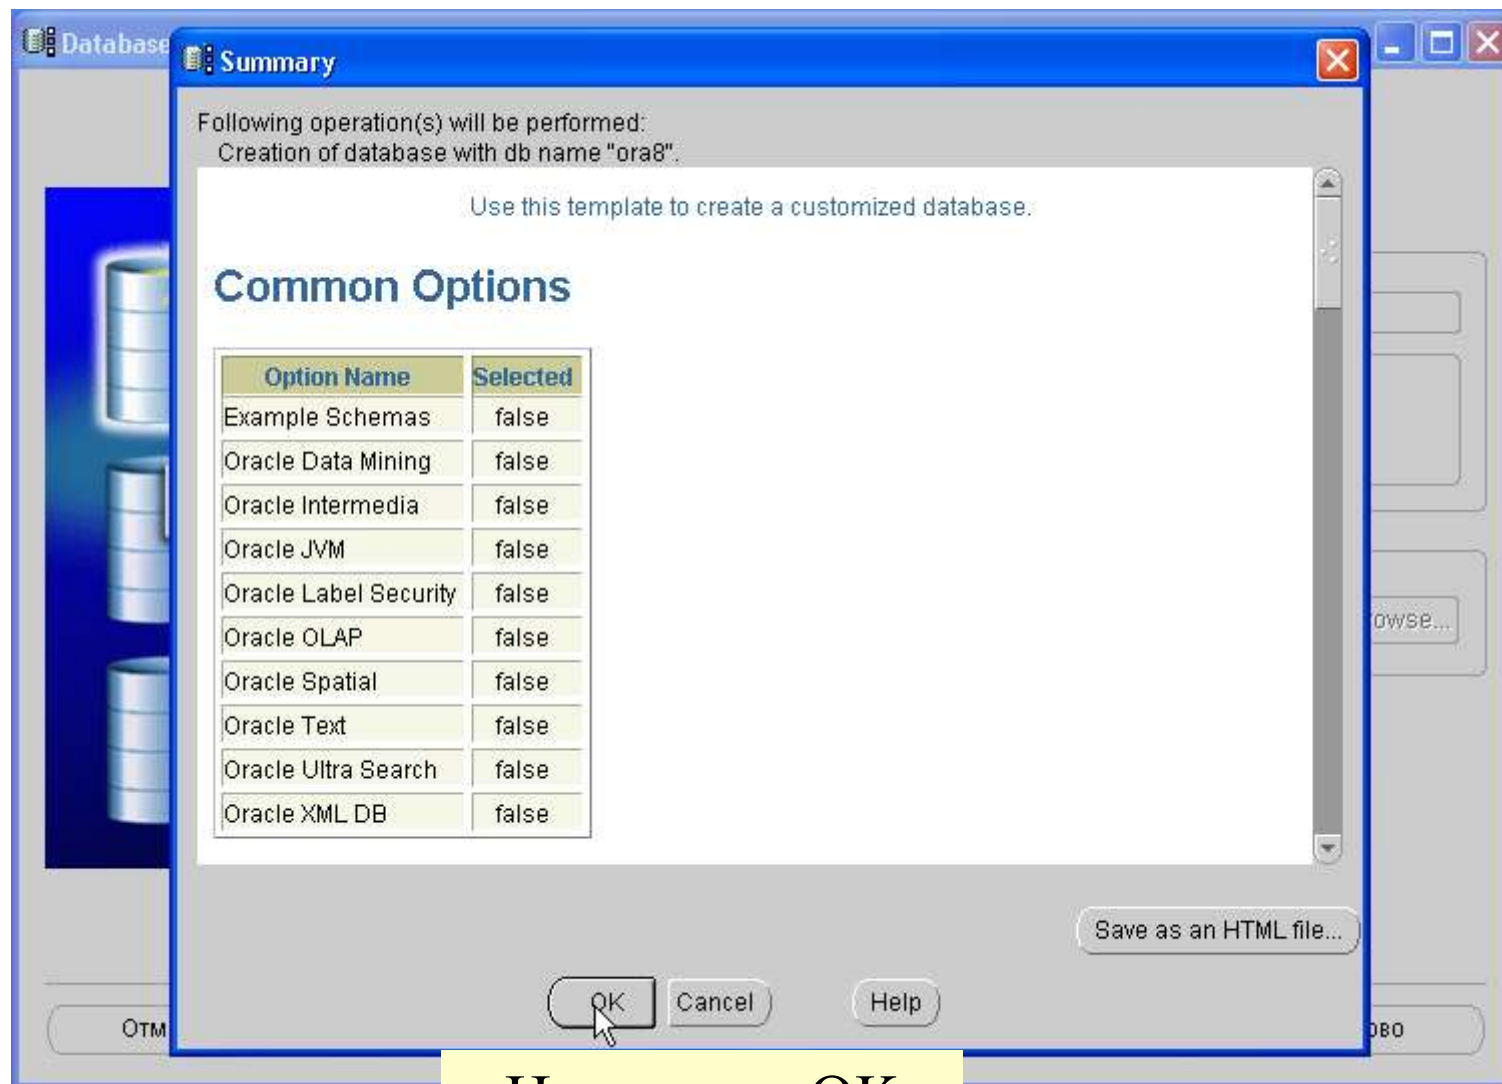 Database
Summary
Following operation(s) will be performed:
Creation of database with db name "ora8".
Use this template to create a customized database.
Common Options
Option Name Selected
Example Schemas false
Oracle Data Mining false
Oracle Intermedia false
Oracle JVM false
Oracle Label Security false
Oracle OLAP false
Oracle Spatial false
Oracle Text false
Oracle Ultra Search false
Oracle XML DB false
owse...
Save as an HTML file...
OK Cancel Help
Отм
ово
OK